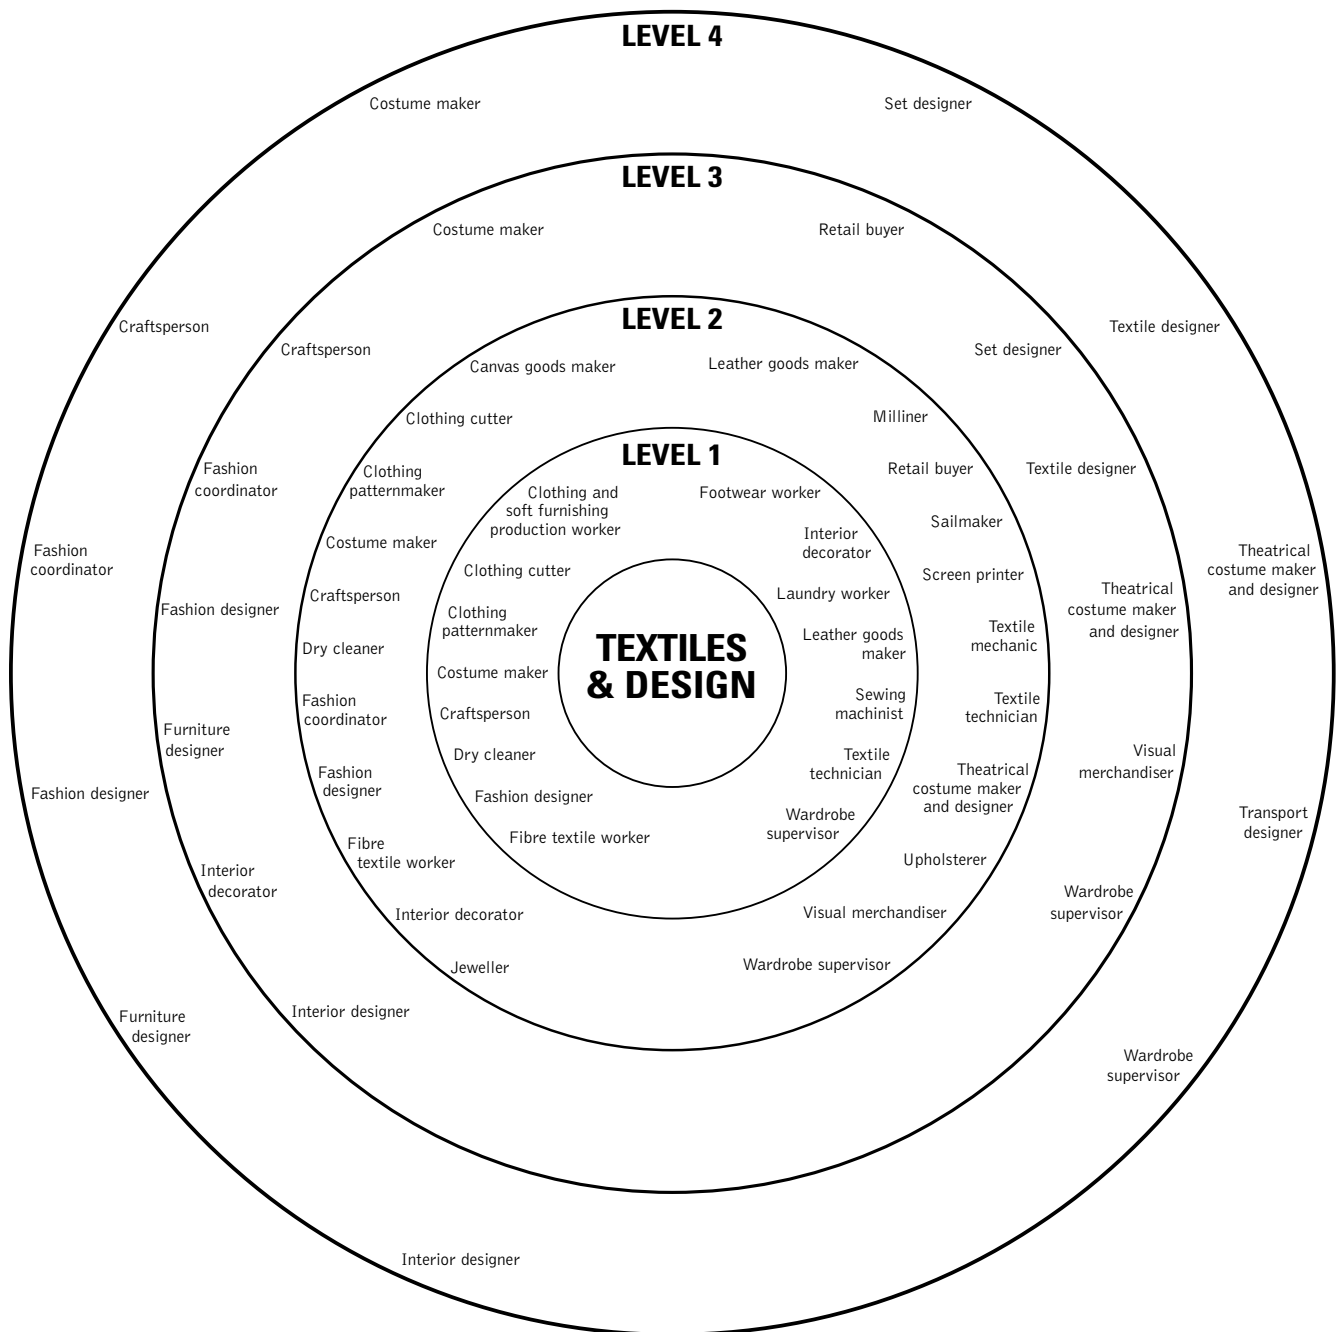 LEVEL 4
Costume maker
Set designer
Craftsperson
Textile designer
Fashion
coordinator
Theatrical
costume maker
and designer
Fashion designer
Transport
designer
Furniture
designer
Wardrobe
supervisor
Interior designer
LEVEL 3
Costume maker
Retail buyer
Craftsperson
Set designer
Fashion
coordinator
Textile designer
Fashion designer
Theatrical
costume maker
and designer
Furniture
designer
Visual
merchandiser
Interior
decorator
Wardrobe
supervisor
Interior designer
LEVEL 2
Canvas goods maker
Leather goods maker
Clothing cutter
Milliner
Clothing
patternmaker
Retail buyer
Costume maker
Sailmaker
Craftsperson
Screen printer
Dry cleaner
Textile
mechanic
Fashion
coordinator
Textile
technician
Fashion
designer
Theatrical
costume maker
and designer
Fibre
textile worker
Upholsterer
Interior decorator
Visual merchandiser
Jeweller
Wardrobe supervisor
LEVEL 1
Clothing and
soft furnishing
production worker
Footwear worker
Clothing cutter
Interior
decorator
Clothing
patternmaker
Laundry worker
Costume maker
Leather goods
maker
Craftsperson
Sewing
machinist
Dry cleaner
Textile
technician
Fashion designer
Wardrobe
supervisor
Fibre textile worker
TEXTILES
& DESIGN